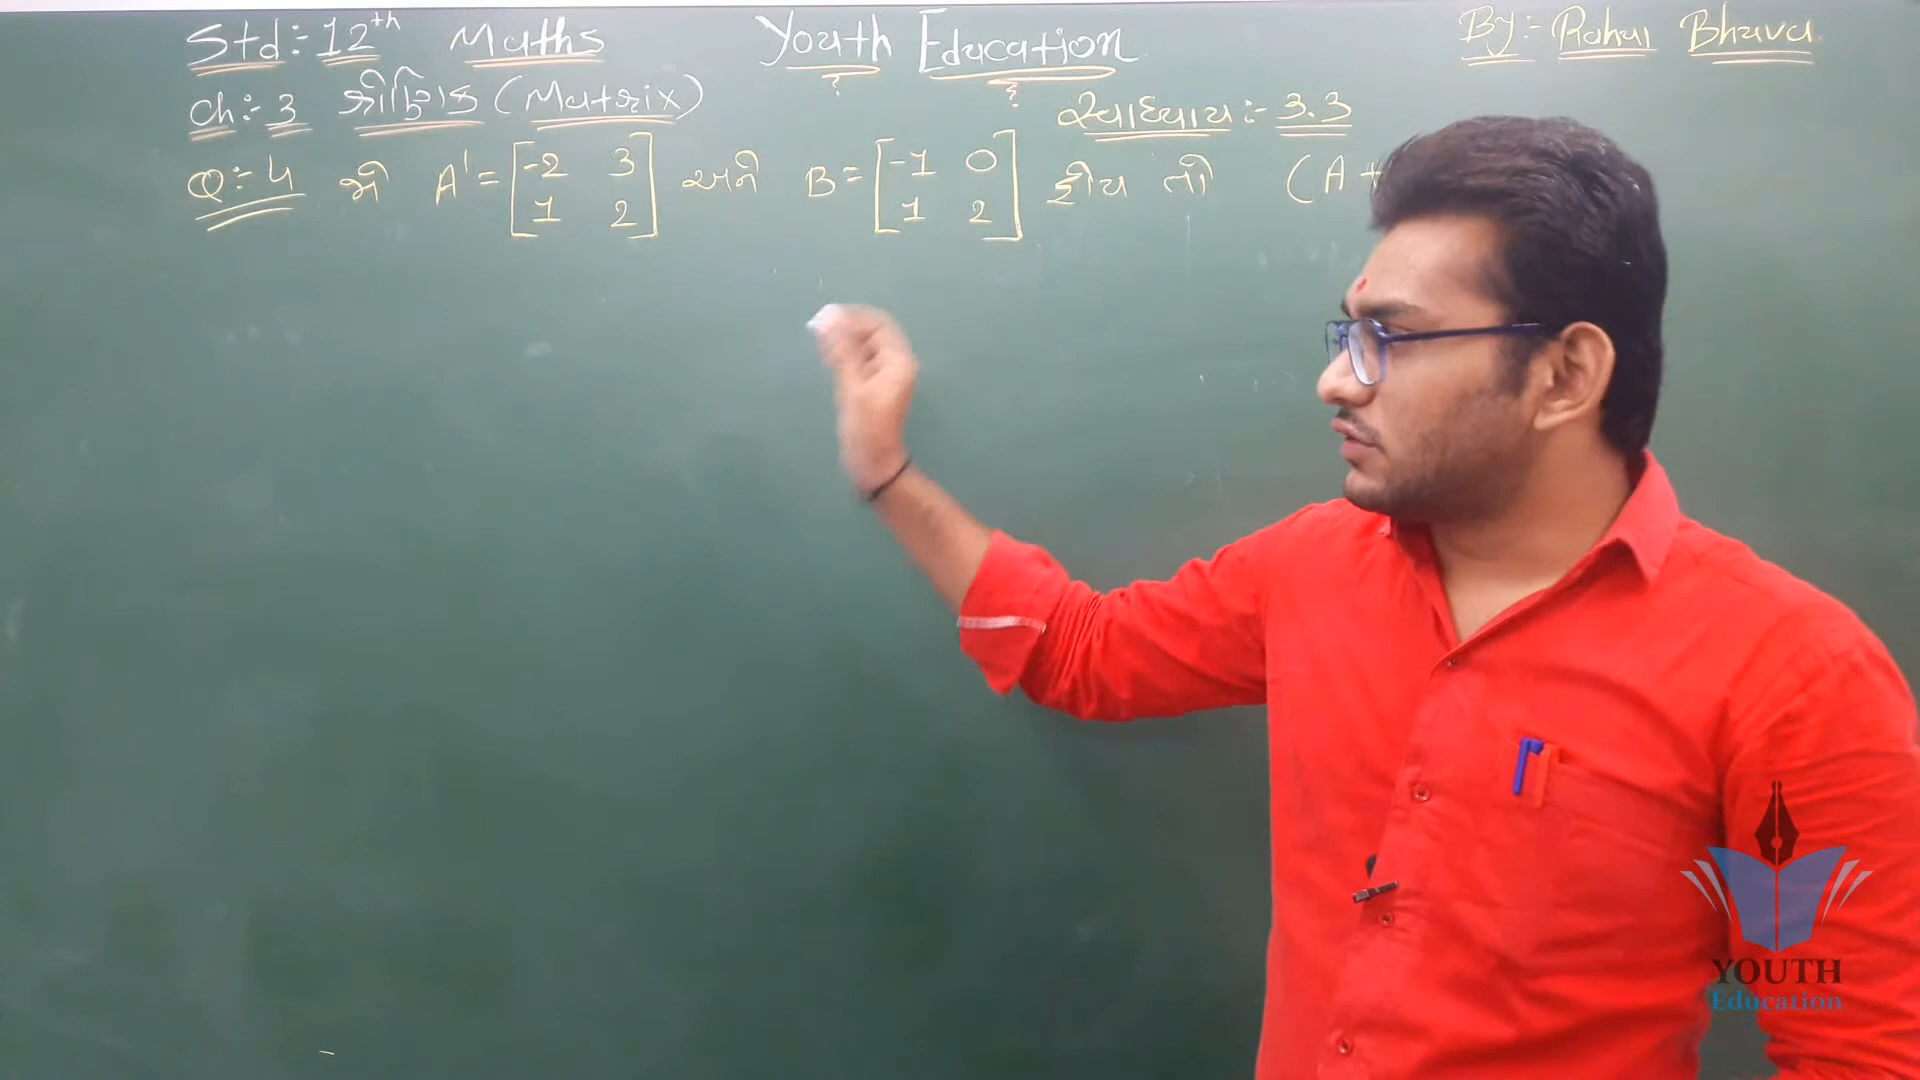 Std:- 12th Maths Youth Education By:- Rahul Bhuva
Ch:- 3 શ્રેણિક (Matrix) સ્વાધ્યાય:- 3.3
Q:- 4 જો A' = [-2 3 અને B = [-1 0 હોય તો (A +
1 2] 1 2]
YOUTH
Education